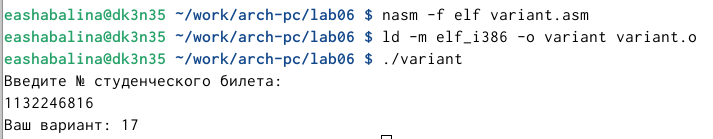 eashabalina@dk3n35 ~/work/arch-pc/lab06 $ nasm -f elf variant.asm
eashabalina@dk3n35 ~/work/arch-pc/lab06 $ ld -m elf_i386 -o variant variant.o
eashabalina@dk3n35 ~/work/arch-pc/lab06 $ ./variant
Введите № студенческого билета:
1132246816
Ваш вариант: 17